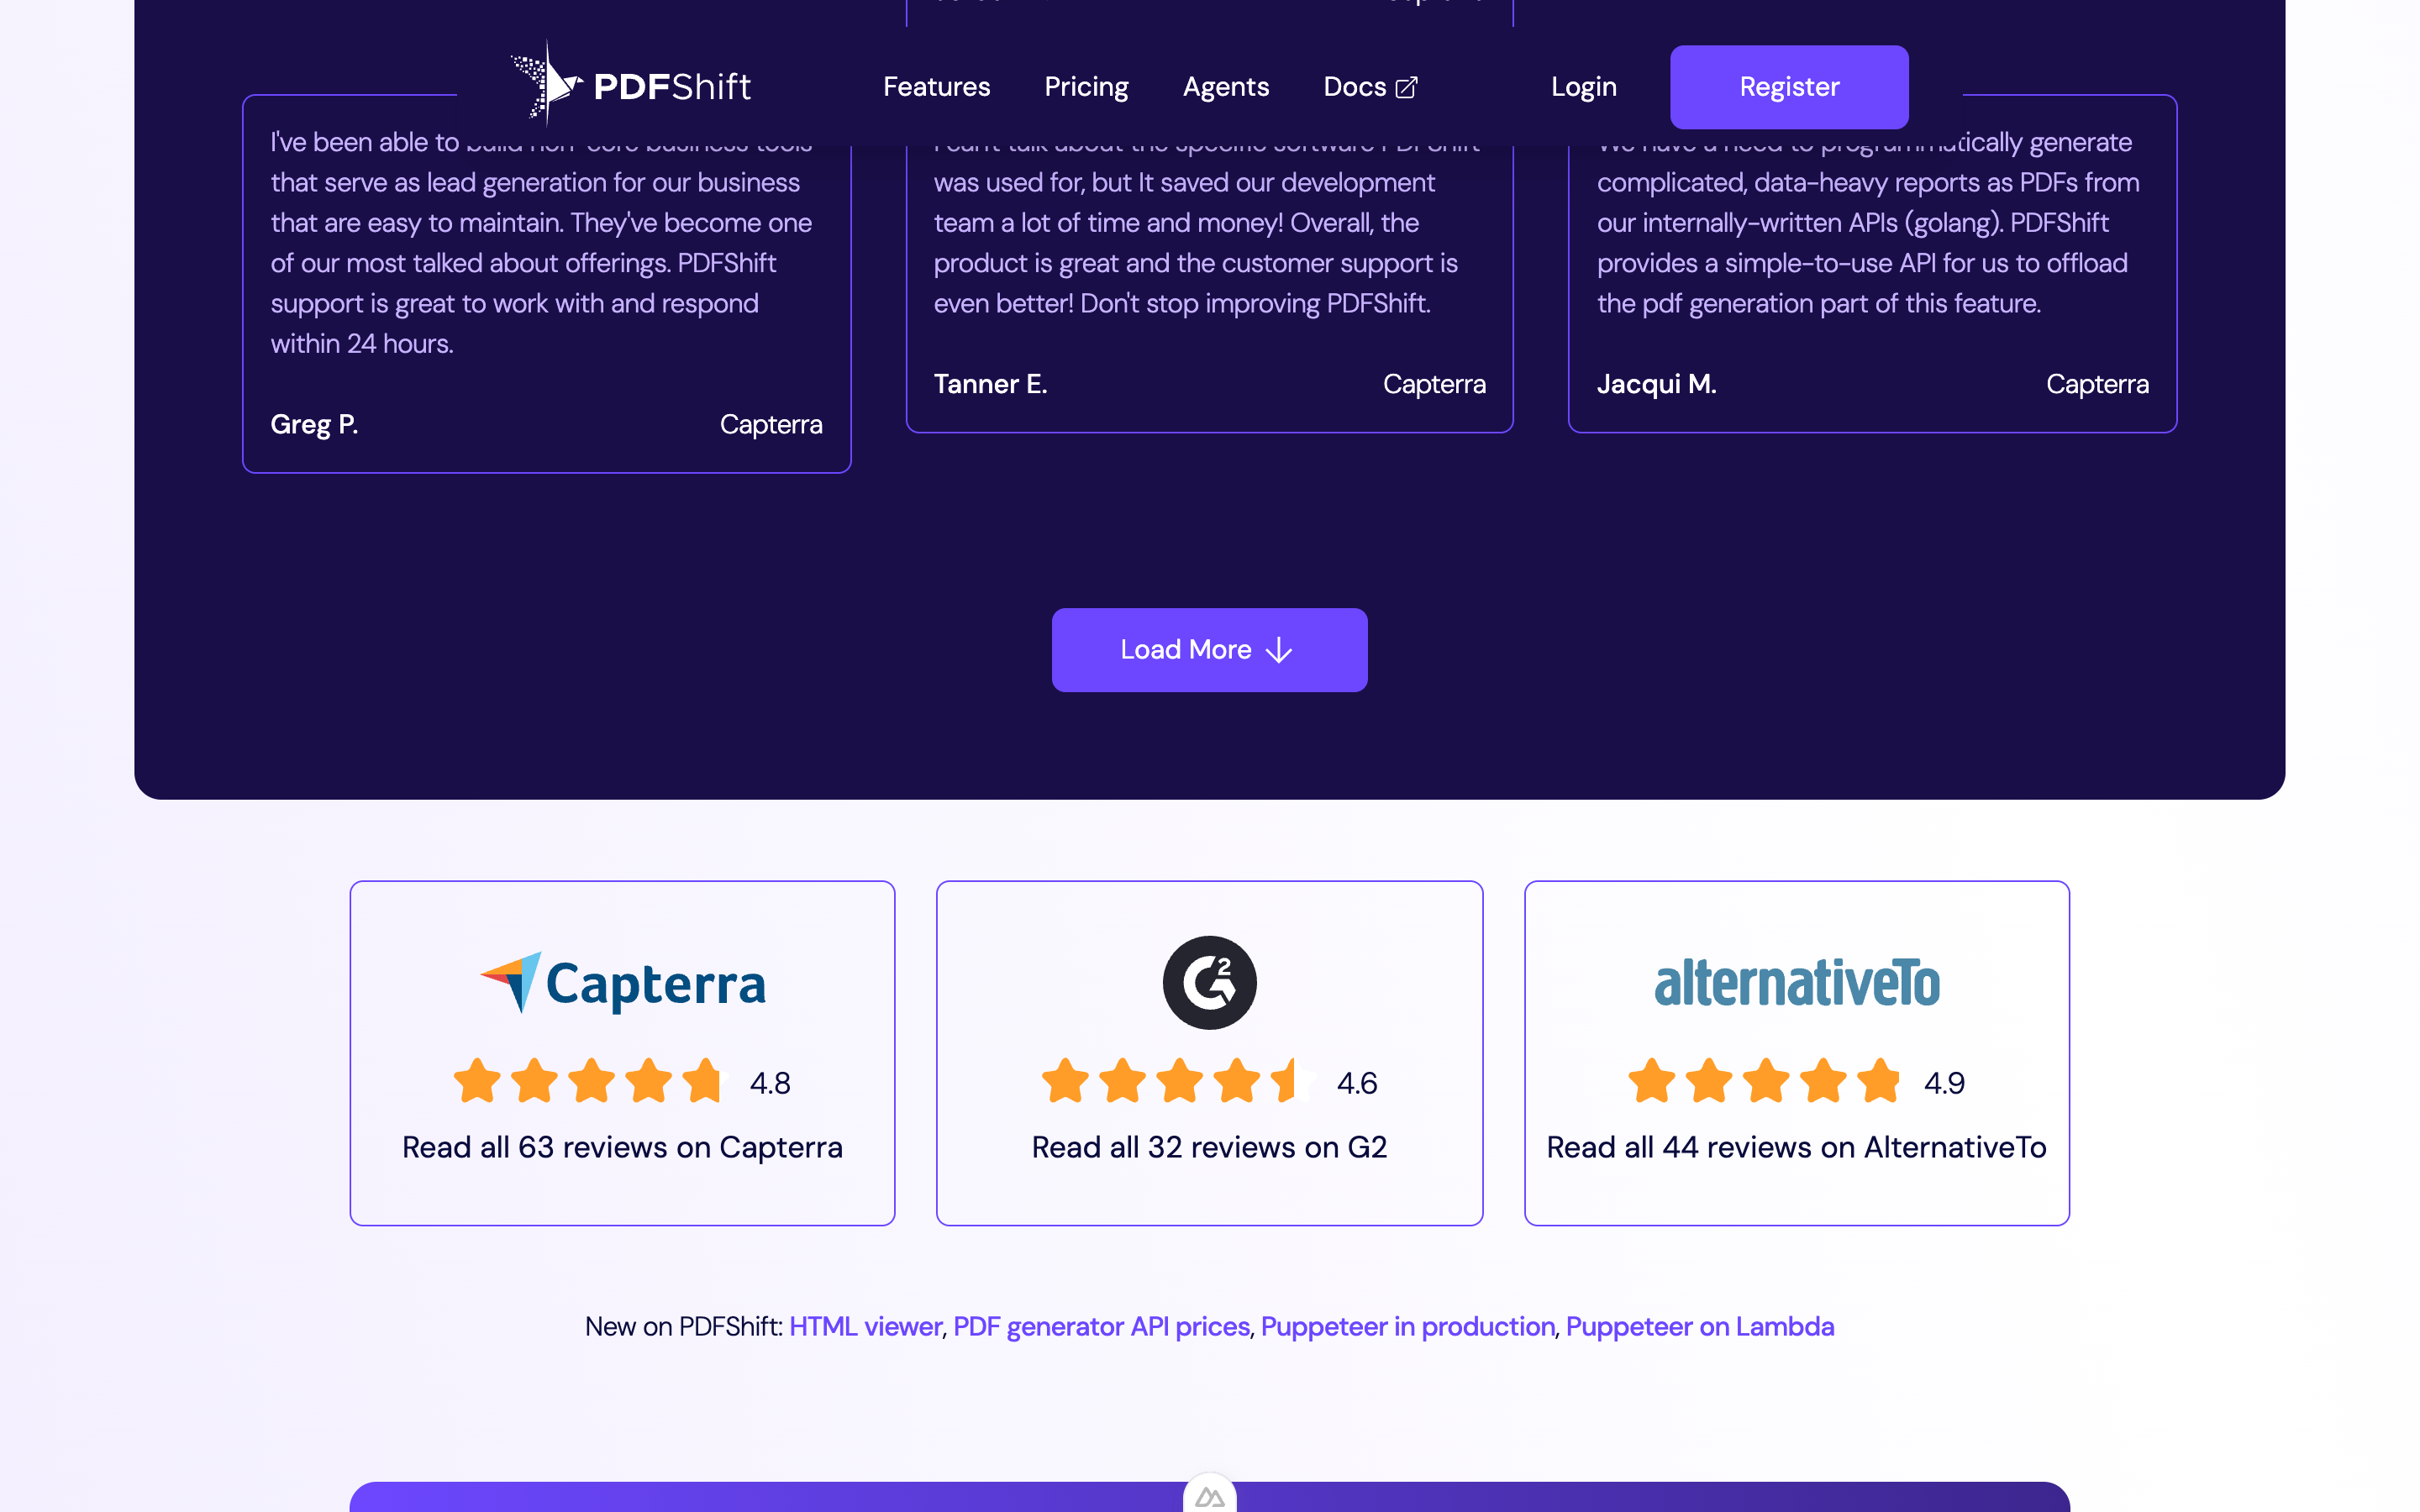 PDFShift
Features
Pricing
Agents
Docs
Login
Register
I've been able to
that serve as lead generation for our business
that are easy to maintain. They've become one
of our most talked about offerings. PDFShift
support is great to work with and respond
within 24 hours.
Greg P.
Capterra
was used for, but It saved our development
team a lot of time and money! Overall, the
product is great and the customer support is
even better! Don't stop improving PDFShift.
Tanner E.
Capterra
programmatically generate
complicated, data-heavy reports as PDFs from
our internally-written APIs (golang). PDFShift
provides a simple-to-use API for us to offload
the pdf generation part of this feature.
Jacqui M.
Capterra
Load More
Capterra
4.8
Read all 63 reviews on Capterra
G2
4.6
Read all 32 reviews on G2
alternativeTo
4.9
Read all 44 reviews on AlternativeTo
New on PDFShift: HTML viewer, PDF generator API prices, Puppeteer in production, Puppeteer on Lambda